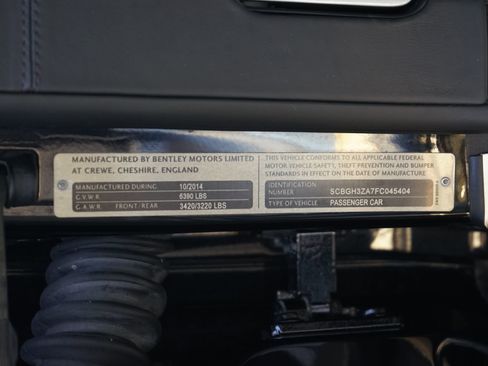 MANUFACTURED BY BENTLEY MOTORS LIMITED
AT CREWE, CHESHIRE, ENGLAND
MANUFACTURED DURING 10/2014
G.V.W.R. 6390 LBS
G.A.W.R. FRONT/REAR 3420/3220 LBS
THIS VEHICLE CONFORMS TO ALL APPLICABLE FEDERAL
MOTOR VEHICLE SAFETY, THEFT PREVENTION AND BUMPER
STANDARDS IN EFFECT ON THE DATE OF MANUFACTURE
IDENTIFICATION
NUMBER SCBGH3ZA7FC045404
TYPE OF VEHICLE PASSENGER CAR